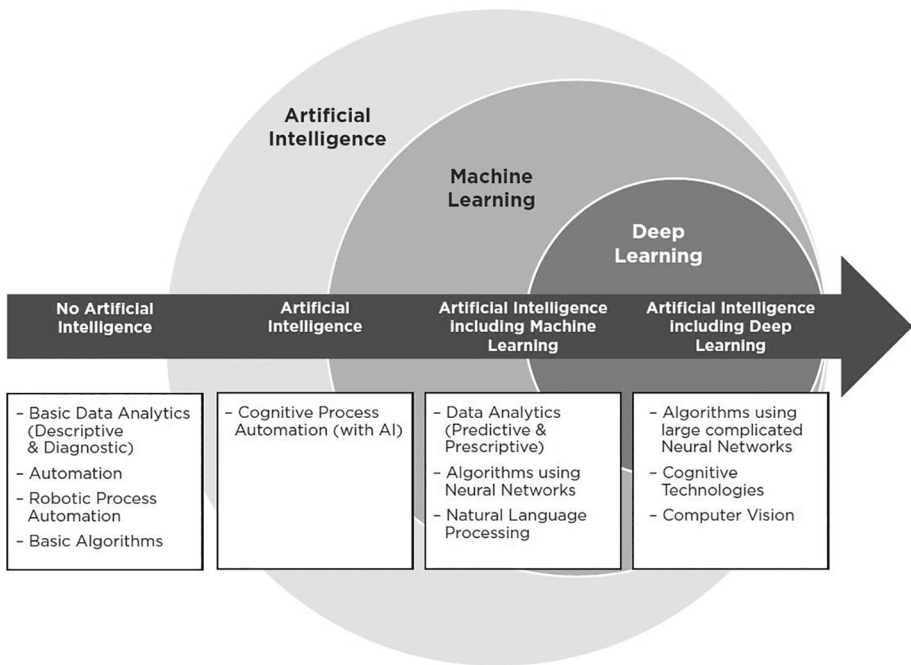 Artificial
Intelligence
Machine
Learning
Deep
Learning
No Artificial
Intelligence
Artificial
Intelligence
Artificial Intelligence
including Machine
Learning
Artificial Intelligence
including Deep
Learning
– Basic Data Analytics
(Descriptive
& Diagnostic)
– Automation
– Robotic Process
Automation
– Basic Algorithms
– Cognitive Process
Automation (with AI)
– Data Analytics
(Predictive &
Prescriptive)
– Algorithms using
Neural Networks
– Natural Language
Processing
– Algorithms using
large complicated
Neural Networks
– Cognitive
Technologies
– Computer Vision